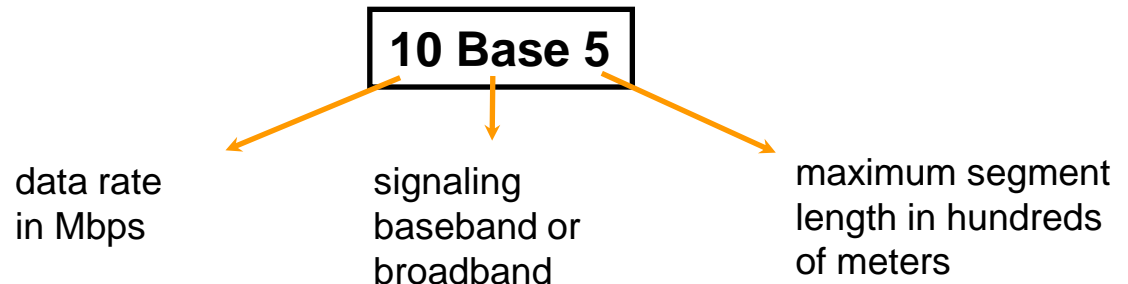 10 Base 5
data rate
in Mbps
signaling
baseband or
broadband
maximum segment
length in hundreds
of meters